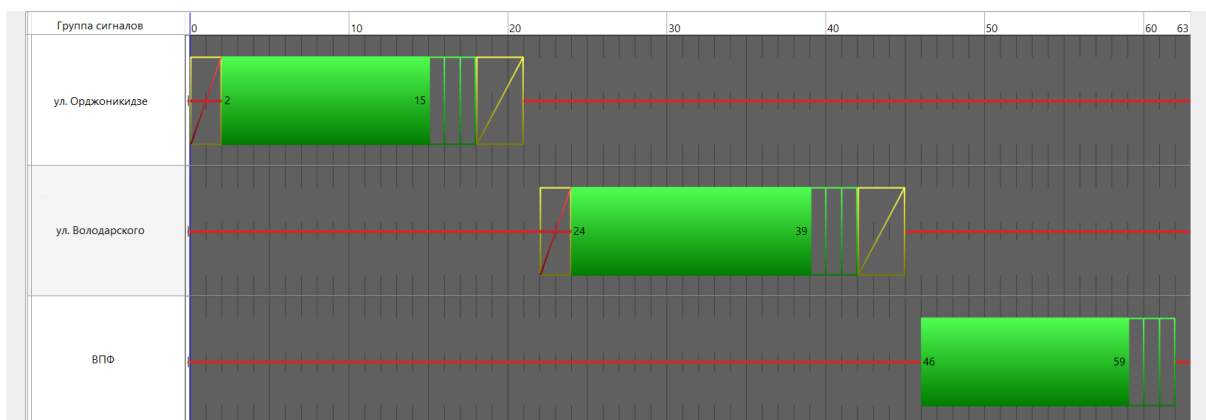 Группа сигналов 0 10 20 30 40 50 60 63
ул. Орджоникидзе 2 15
ул. Володарского 24 39
ВПФ 46 59